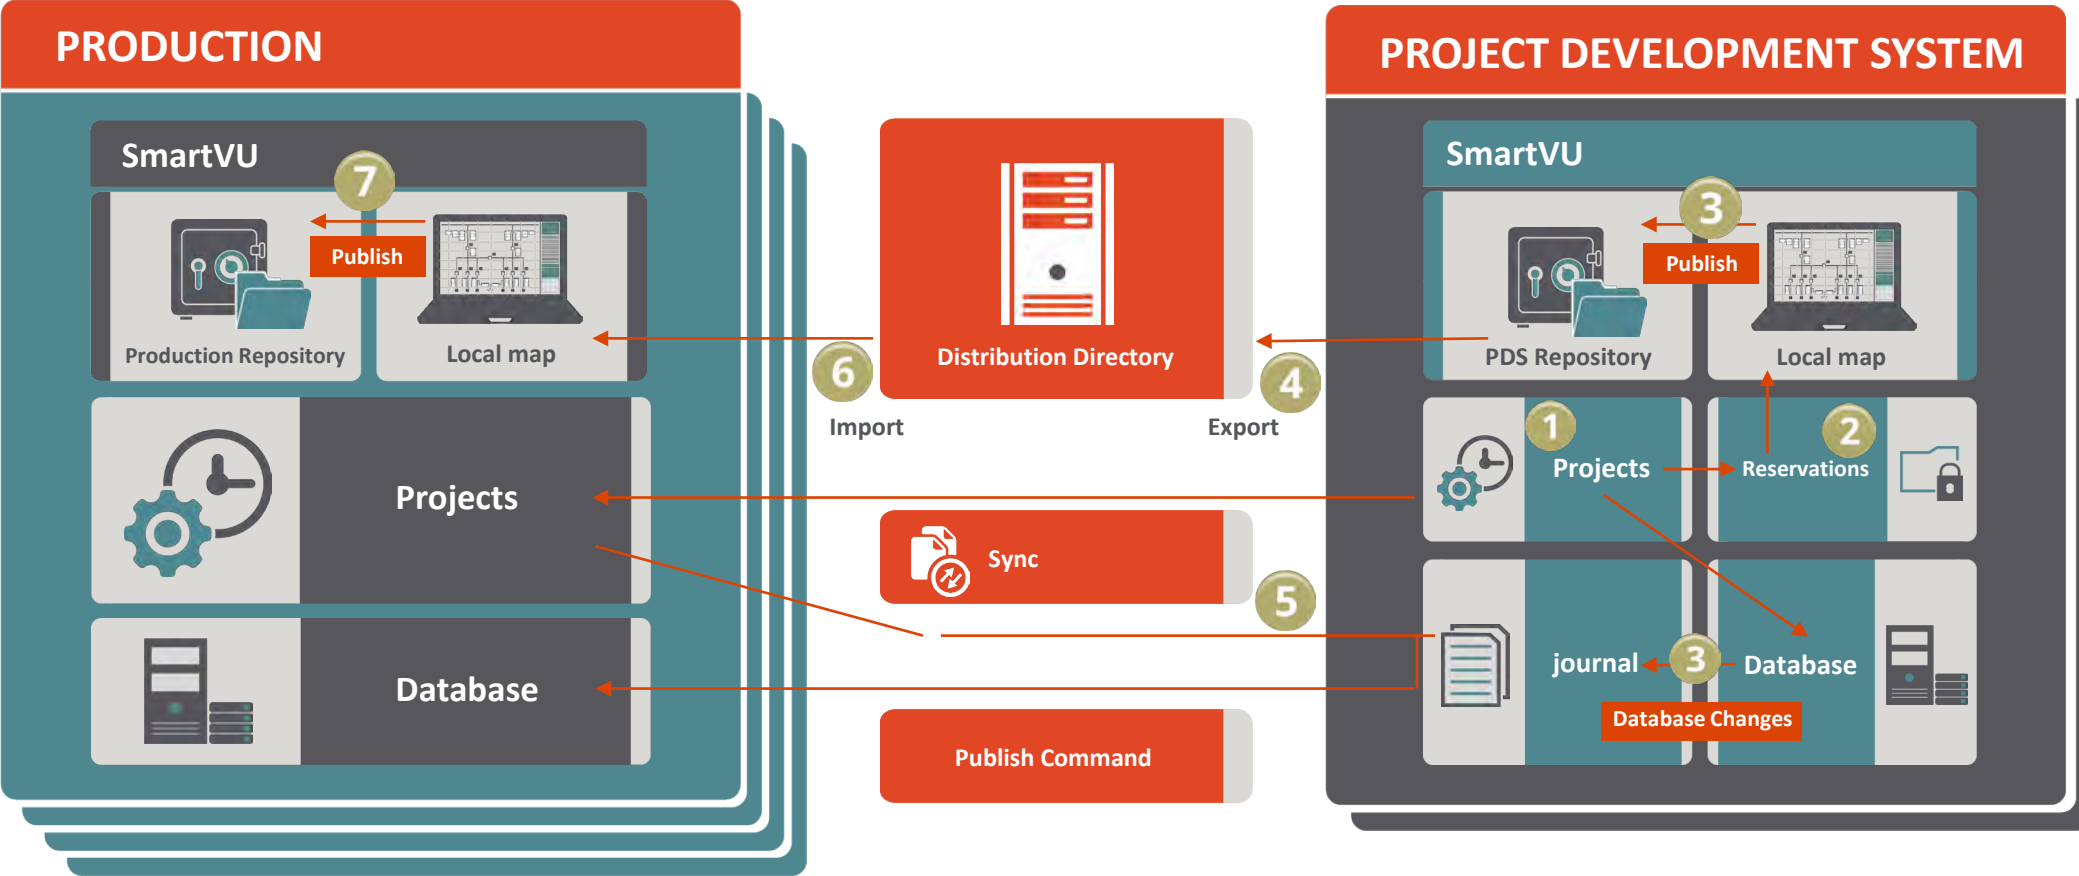 PRODUCTION
SmartVU
7
Publish
Production Repository
Local map
Projects
Database
Distribution Directory
6
Import
4
Export
Sync
5
Publish Command
PROJECT DEVELOPMENT SYSTEM
SmartVU
3
Publish
PDS Repository
Local map
1
Projects
2
Reservations
journal
3
Database
Database Changes